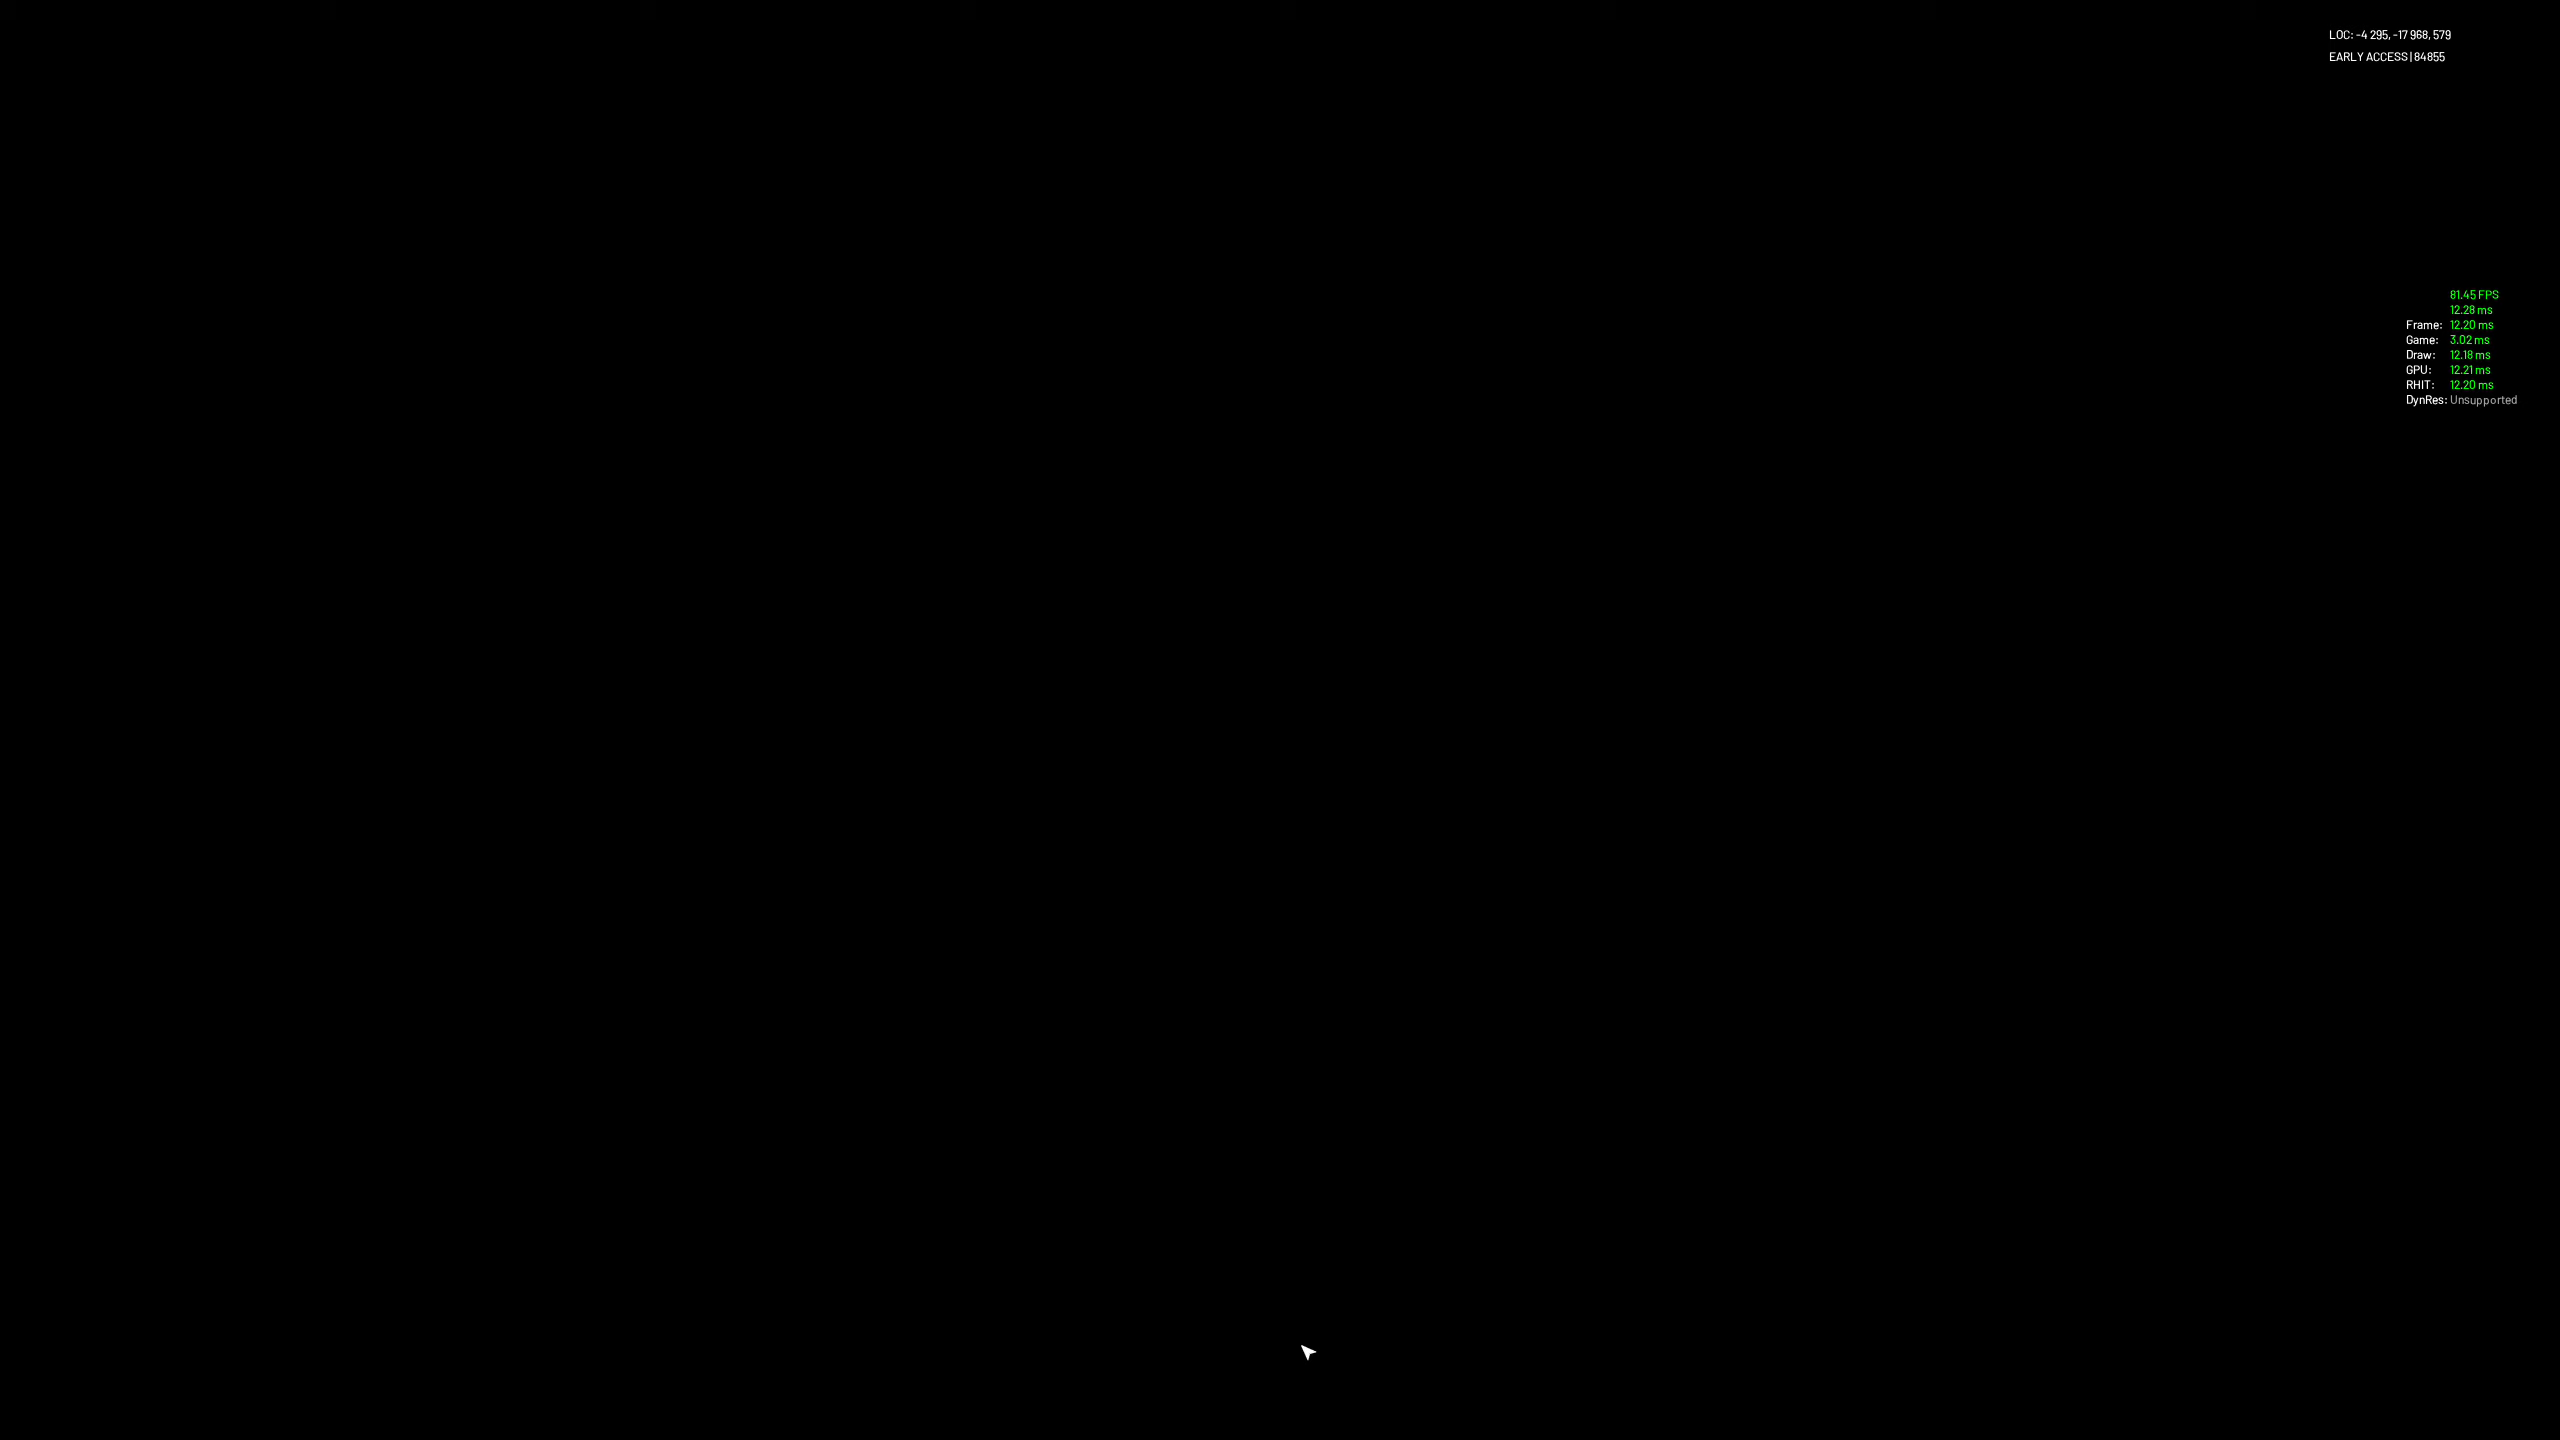 LOC: -4 295, -17 968, 579
EARLY ACCESS | 84855
81.45 FPS
12.28 ms
Frame: 12.20 ms
Game: 3.02 ms
Draw: 12.18 ms
GPU: 12.21 ms
RHIT: 12.20 ms
DynRes: Unsupported